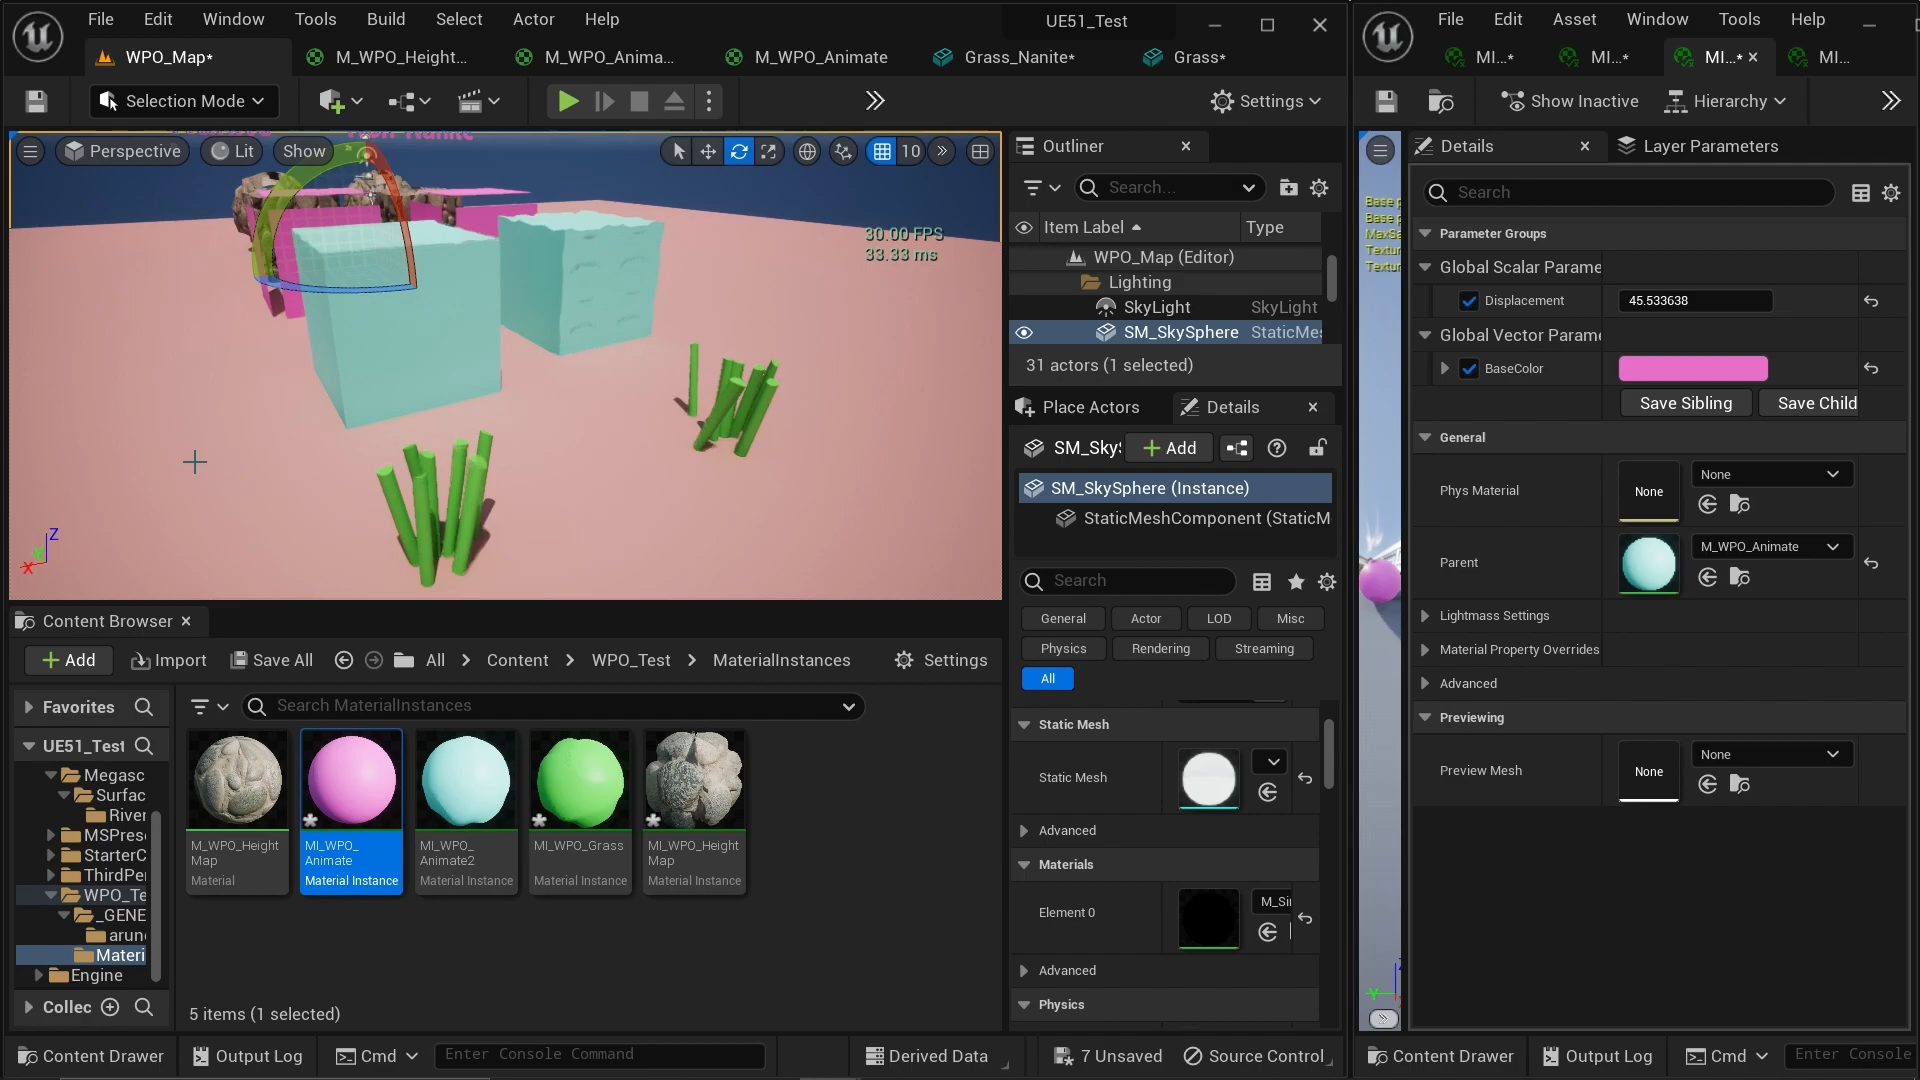 File Edit Window Tools Build Select Actor Help
UE51_Test
WPO_Map*
M_WPO_Height...
M_WPO_Anima...
M_WPO_Animate
Grass_Nanite*
Grass*
Selection Mode
Settings
Perspective
Lit
Show
10
30.00 FPS
33.33 ms
Z
X
Outliner
Search...
Item Label
Type
WPO_Map (Editor)
Lighting
SkyLight SkyLight
SM_SkySphere StaticMes
31 actors (1 selected)
Place Actors
Details
SM_Sky
Add
SM_SkySphere (Instance)
StaticMeshComponent (StaticM
Search
General
Actor
LOD
Misc
Physics
Rendering
Streaming
All
Static Mesh
Static Mesh
Advanced
Materials
Element 0
M_Si
Advanced
Physics
Content Browser
Add
Import
Save All
All
Content
WPO_Test
MaterialInstances
Settings
Favorites
Search MaterialInstances
UE51_Test
Megasc
Surfac
River
MSPres
StarterC
ThirdPer
WPO_Te
_GENE
arun
Materi
Engine
Collec
M_WPO_Height
Map
Material
MI_WPO_
Animate
Material Instance
MI_WPO_
Animate2
Material Instance
MI_WPO_Grass
Material Instance
MI_WPO_Height
Map
Material Instance
5 items (1 selected)
Content Drawer
Output Log
Cmd
Enter Console Command
Derived Data
7 Unsaved
Source Control
File Edit Asset Window Tools Help
MI...*
MI...*
MI...*
MI...
Show Inactive
Hierarchy
Details
Layer Parameters
Search
Base
Base
MaxSa
Textur
Textur
Parameter Groups
Global Scalar Parame
Displacement
45.533638
Global Vector Parame
BaseColor
Save Sibling
Save Child
General
Phys Material
None
None
Parent
M_WPO_Animate
Lightmass Settings
Material Property Overrides
Advanced
Previewing
Preview Mesh
None
None
Content Drawer
Output Log
Cmd
Enter Console